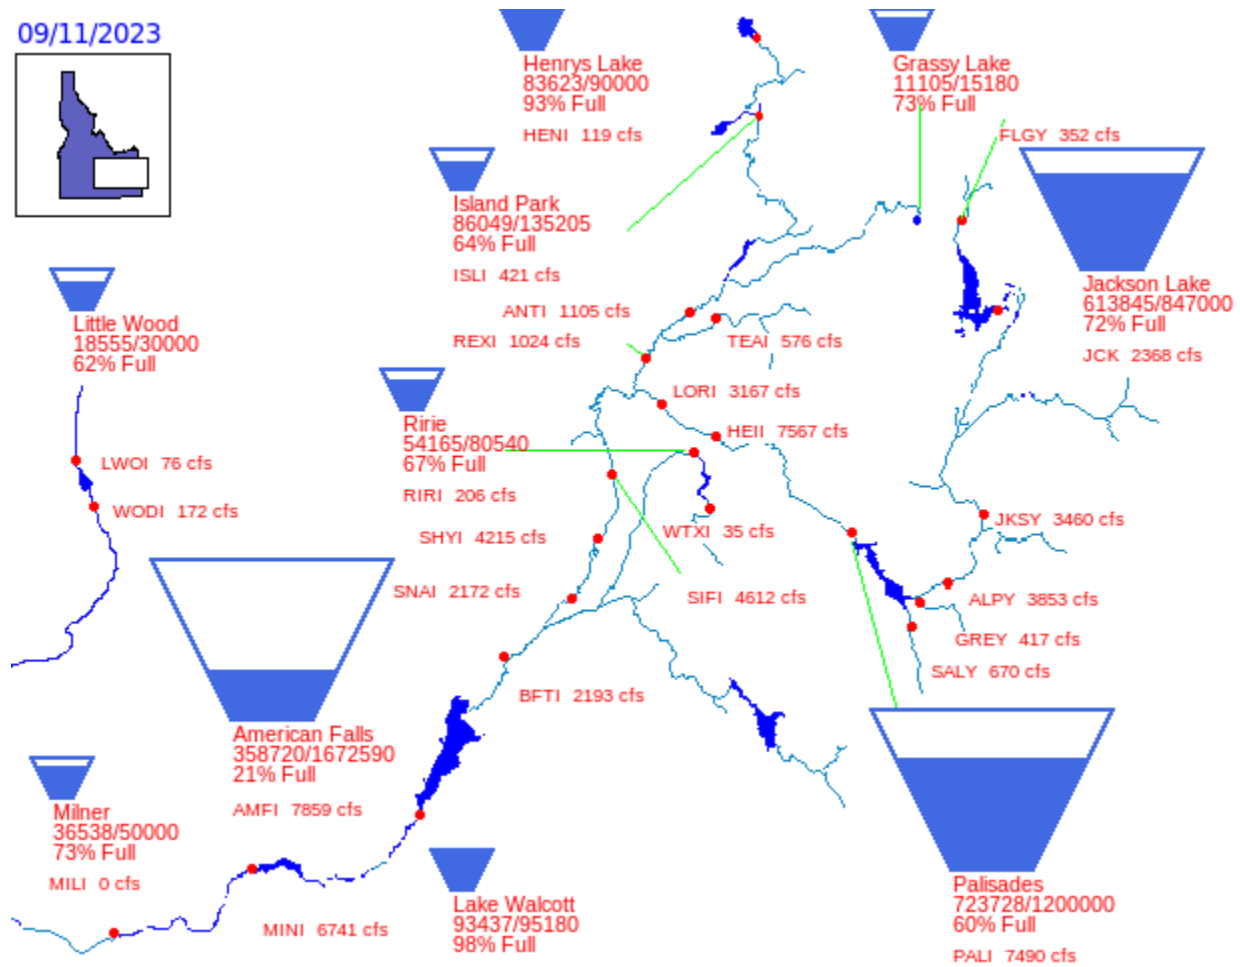 09/11/2023
Henrys Lake
83623/90000
93% Full
HENI 119 cfs
Grassy Lake
11105/15180
73% Full
FLGY 352 cfs
Island Park
86049/135205
64% Full
ISLI 421 cfs
Jackson Lake
613845/847000
72% Full
JCK 2368 cfs
Little Wood
18555/30000
62% Full
ANTI 1105 cfs
REXI 1024 cfs
TEAI 576 cfs
LORI 3167 cfs
HEII 7567 cfs
Ririe
54165/80540
67% Full
RIRI 206 cfs
LWOI 76 cfs
WODI 172 cfs
SHYI 4215 cfs
WTXI 35 cfs
JKSY 3460 cfs
SNAI 2172 cfs
SIFI 4612 cfs
ALPY 3853 cfs
GREY 417 cfs
SALY 670 cfs
BFTI 2193 cfs
American Falls
358720/1672590
21% Full
AMFI 7859 cfs
Milner
36538/50000
73% Full
MILI 0 cfs
MINI 6741 cfs
Lake Walcott
93437/95180
98% Full
Palisades
723728/1200000
60% Full
PALI 7490 cfs